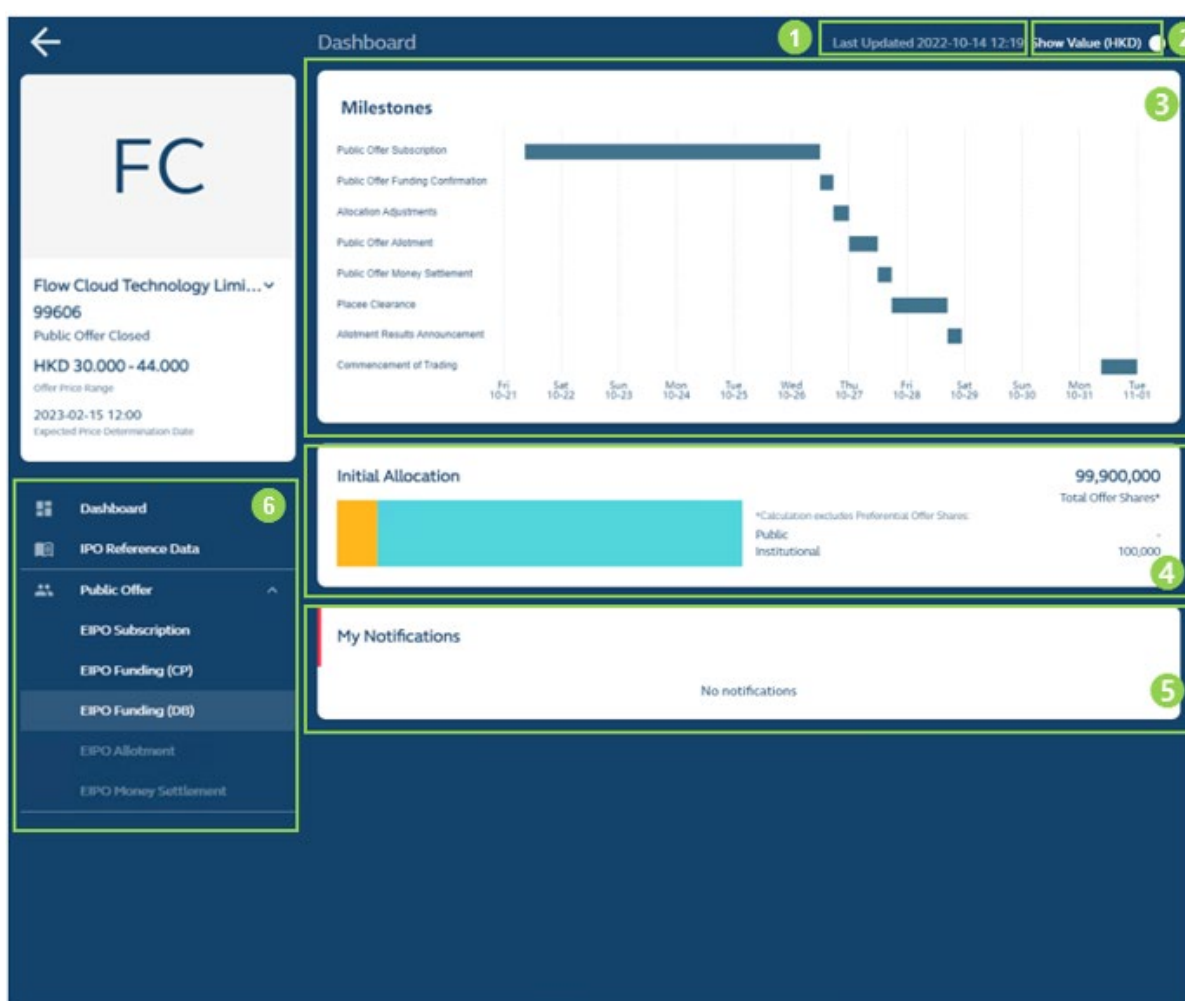 Dashboard
1
Last Updated 2022-10-14 12:19
Show Value (HKD)
2
FC
Flow Cloud Technology Limi...
99606
Public Offer Closed
HKD 30.000 - 44.000
Offer Price Range
2023-02-15 12:00
Expected Price Determination Date
6
Dashboard
IPO Reference Data
Public Offer
EIPO Subscription
EIPO Funding (CP)
EIPO Funding (DB)
EIPO Allotment
EIPO Money Settlement
Milestones
3
Public Offer Subscription
Public Offer Funding Confirmation
Allocation Adjustments
Public Offer Allotment
Public Offer Money Settlement
Placee Clearance
Allotment Results Announcement
Commencement of Trading
Fri Sat Sun Mon Tue Wed Thu Fri Sat Sun Mon Tue
10-21 10-22 10-23 10-24 10-25 10-26 10-27 10-28 10-29 10-30 10-31 11-01
Initial Allocation
99,900,000
Total Offer Shares*
*Calculation excludes Preferential Offer Shares.
Public -
Institutional 100,000
4
My Notifications
No notifications
5